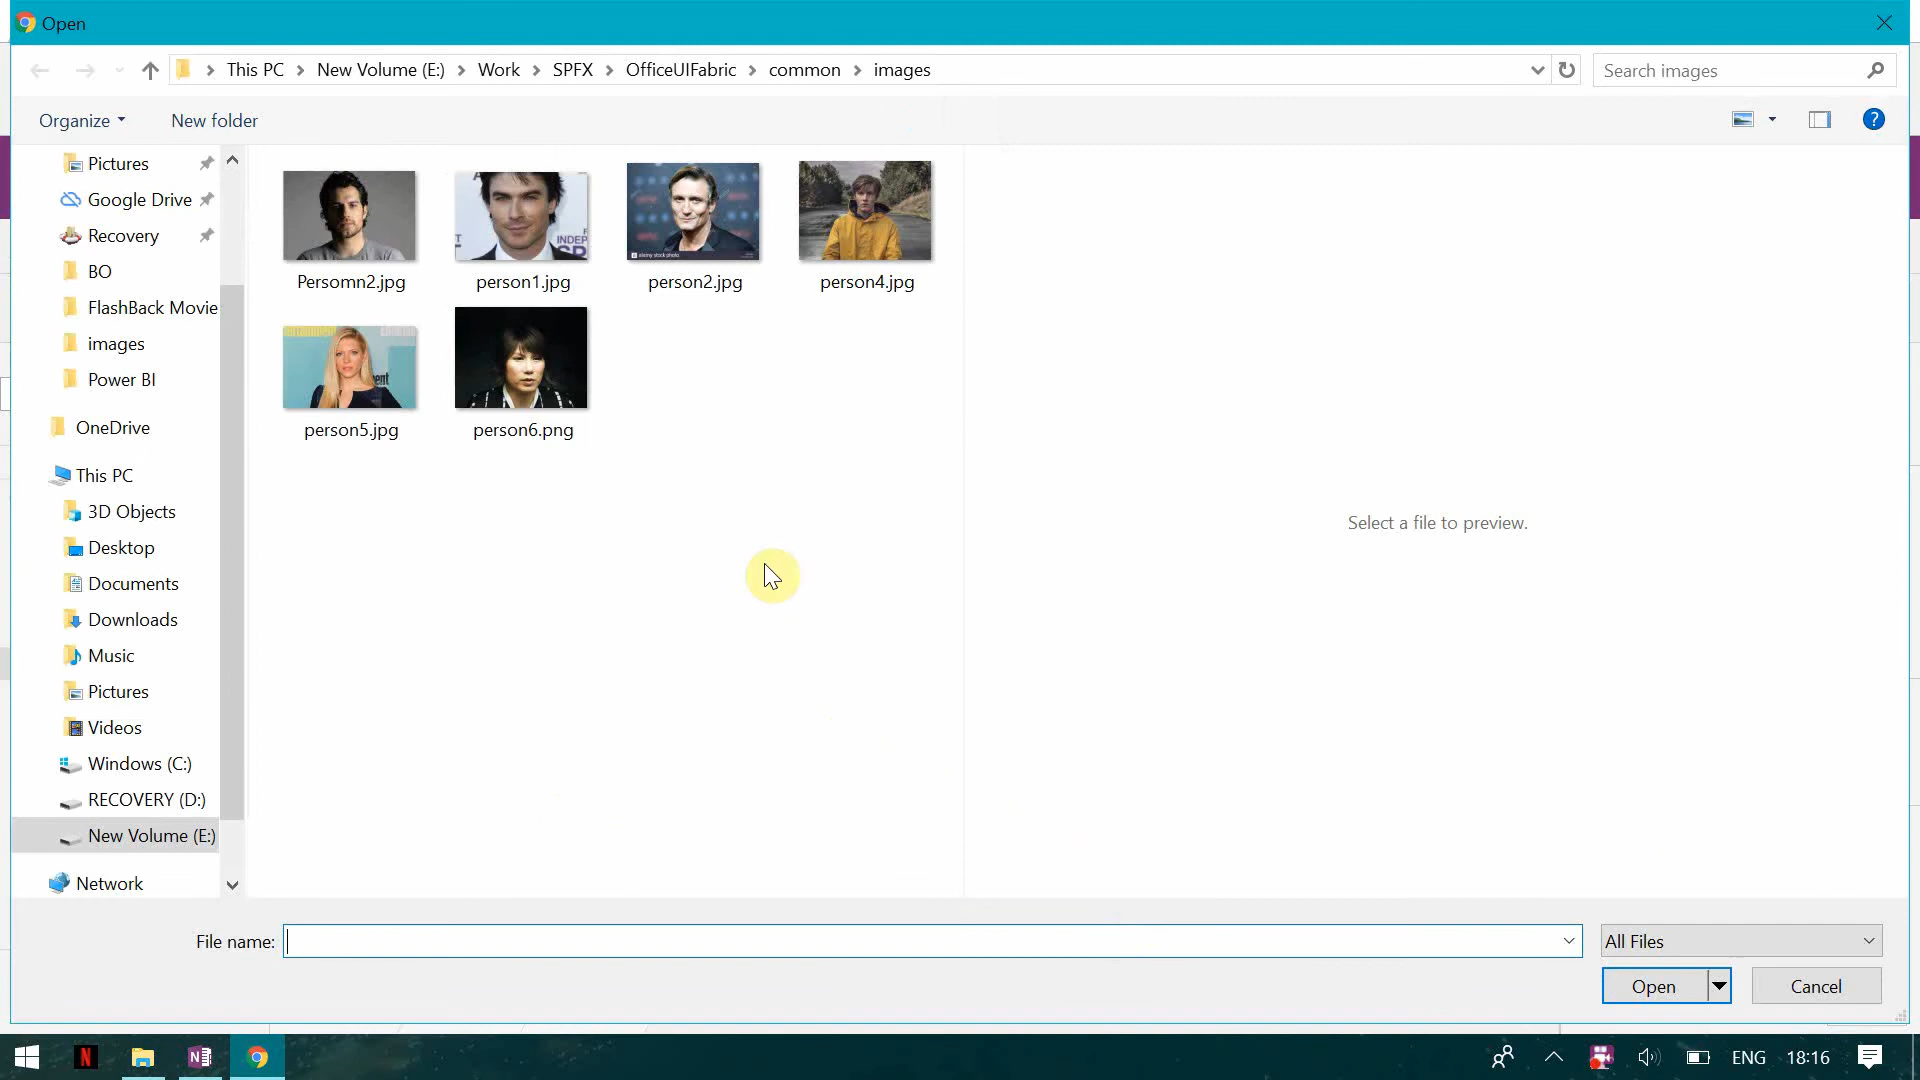 Open
This PC
New Volume (E:)
Work
SPFX
OfficeUIFabric
common
images
Search images
Organize
New folder
Pictures
Google Drive
Recovery
BO
FlashBack Movie
images
Power BI
OneDrive
This PC
3D Objects
Desktop
Documents
Downloads
Music
Pictures
Videos
Windows (C:)
RECOVERY (D:)
New Volume (E:)
Network
Persomn2.jpg
person1.jpg
person2.jpg
person4.jpg
person5.jpg
person6.png
Select a file to preview.
File name:
All Files
Open
Cancel
ENG
18:16